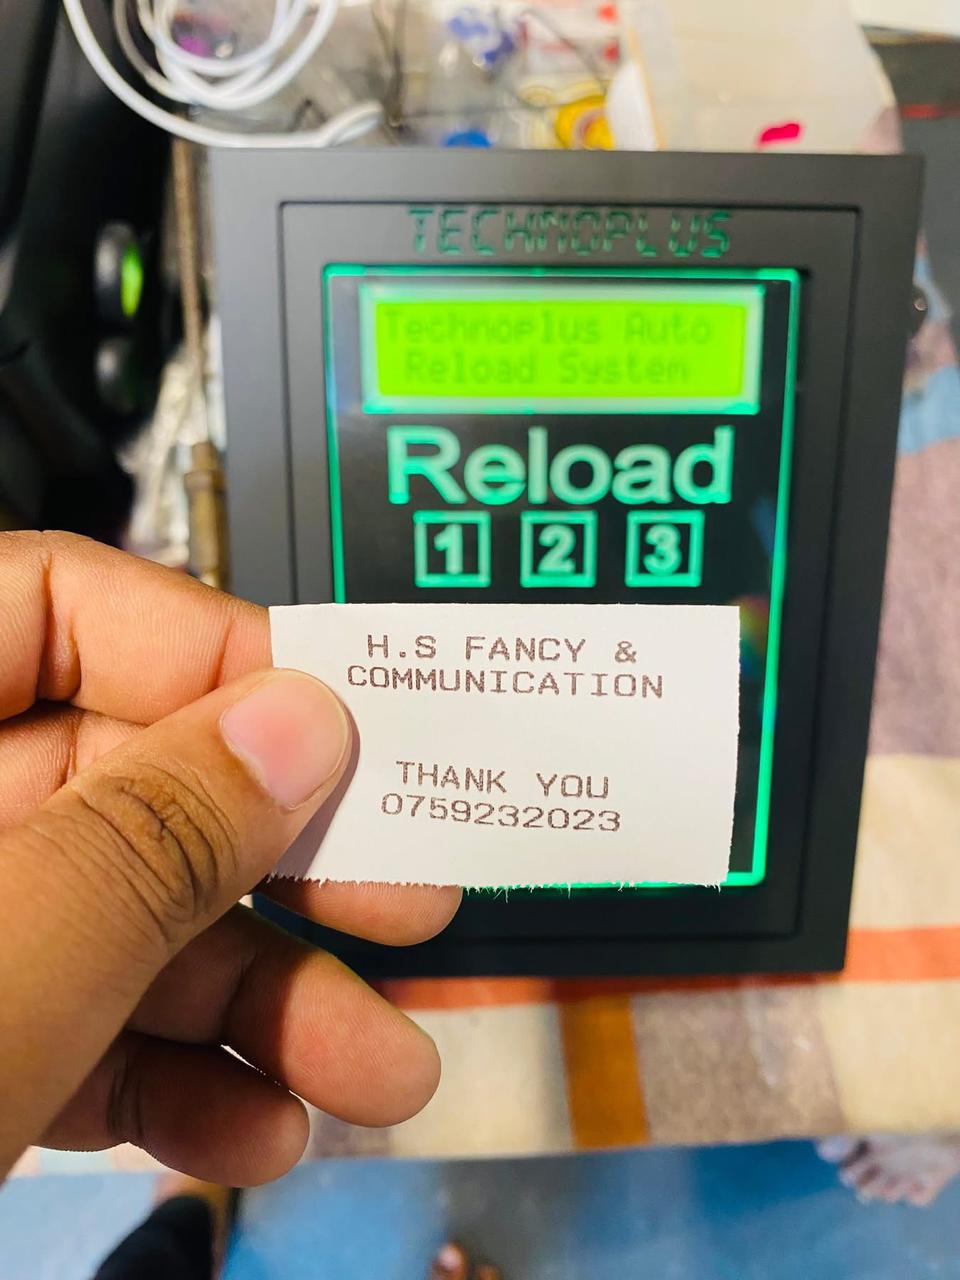 TECHNOPLUS
Technoplus Auto
Reload System
Reload
1 2 3
H.S FANCY &
COMMUNICATION
THANK YOU
0759232023